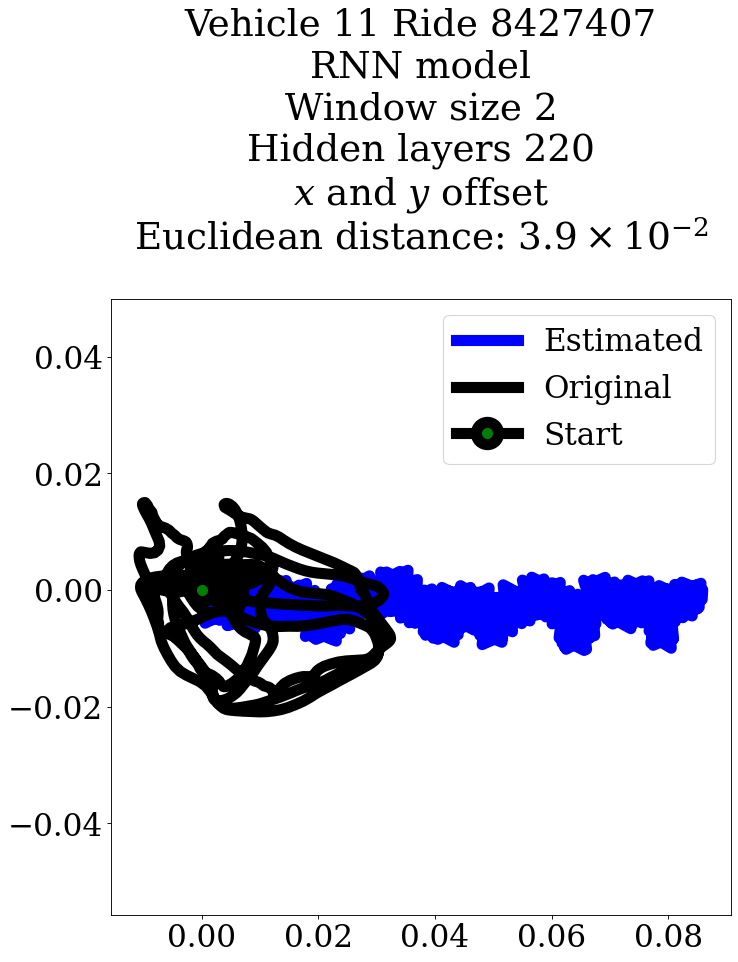 Vehicle 11 Ride 8427407
RNN model
Window size 2
Hidden layers 220
x and y offset
Euclidean distance: 3.9 × 10⁻²
Estimated
Original
Start
0.04
0.02
0.00
−0.02
−0.04
0.00 0.02 0.04 0.06 0.08